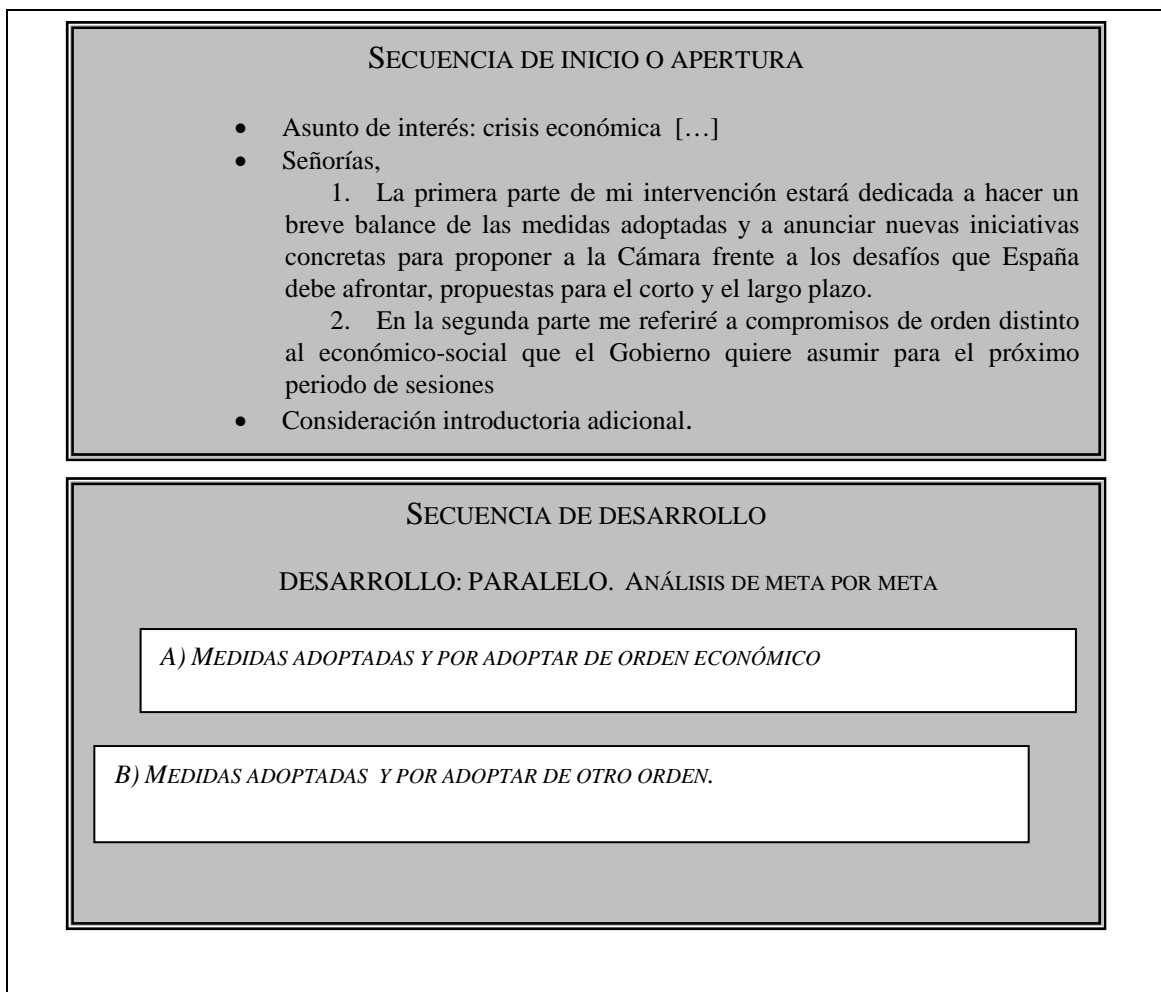 SECUENCIA DE INICIO O APERTURA
• Asunto de interés: crisis económica […]
• Señorías,
1. La primera parte de mi intervención estará dedicada a hacer un
breve balance de las medidas adoptadas y a anunciar nuevas iniciativas
concretas para proponer a la Cámara frente a los desafíos que España
debe afrontar, propuestas para el corto y el largo plazo.
2. En la segunda parte me referiré a compromisos de orden distinto
al económico-social que el Gobierno quiere asumir para el próximo
periodo de sesiones
• Consideración introductoria adicional.
SECUENCIA DE DESARROLLO
DESARROLLO: PARALELO. ANÁLISIS DE META POR META
A) MEDIDAS ADOPTADAS Y POR ADOPTAR DE ORDEN ECONÓMICO
B) MEDIDAS ADOPTADAS Y POR ADOPTAR DE OTRO ORDEN.